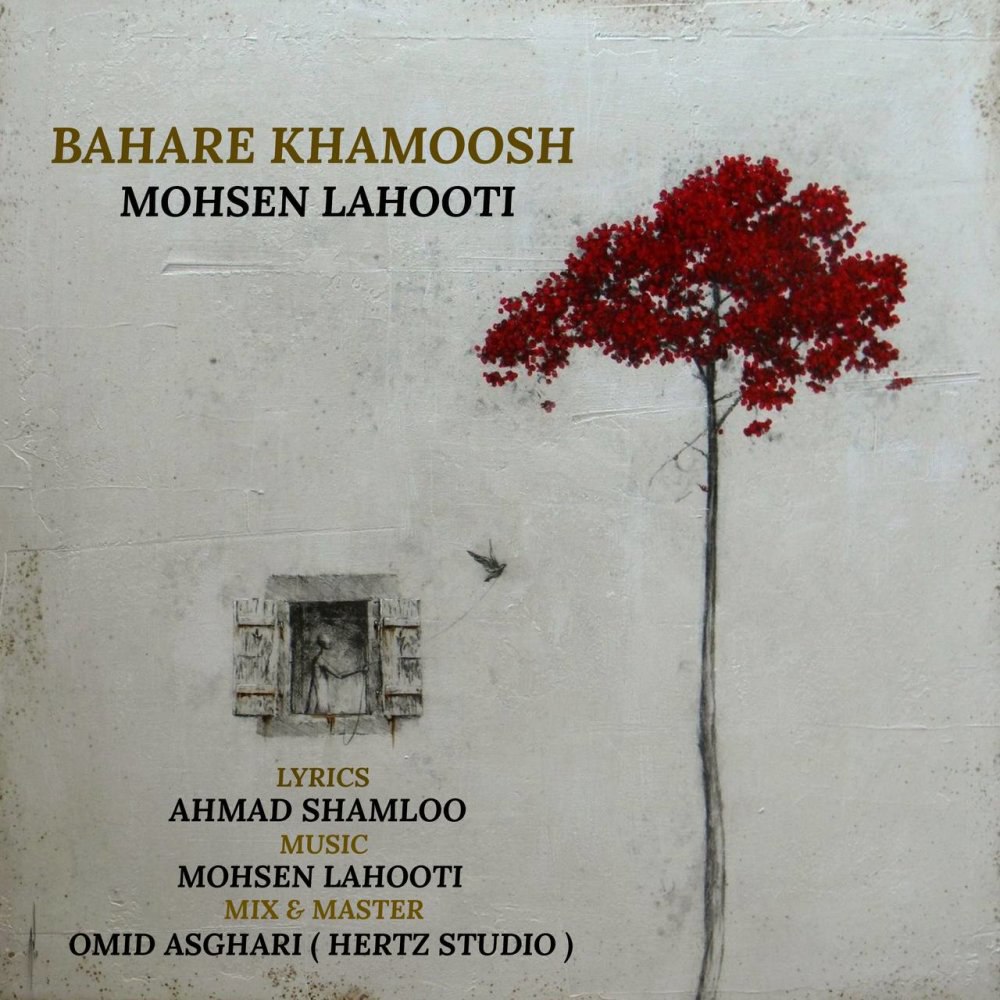 BAHARE KHAMOOSH
MOHSEN LAHOOTI
LYRICS
AHMAD SHAMLOO
MUSIC
MOHSEN LAHOOTI
MIX & MASTER
OMID ASGHARI ( HERTZ STUDIO )